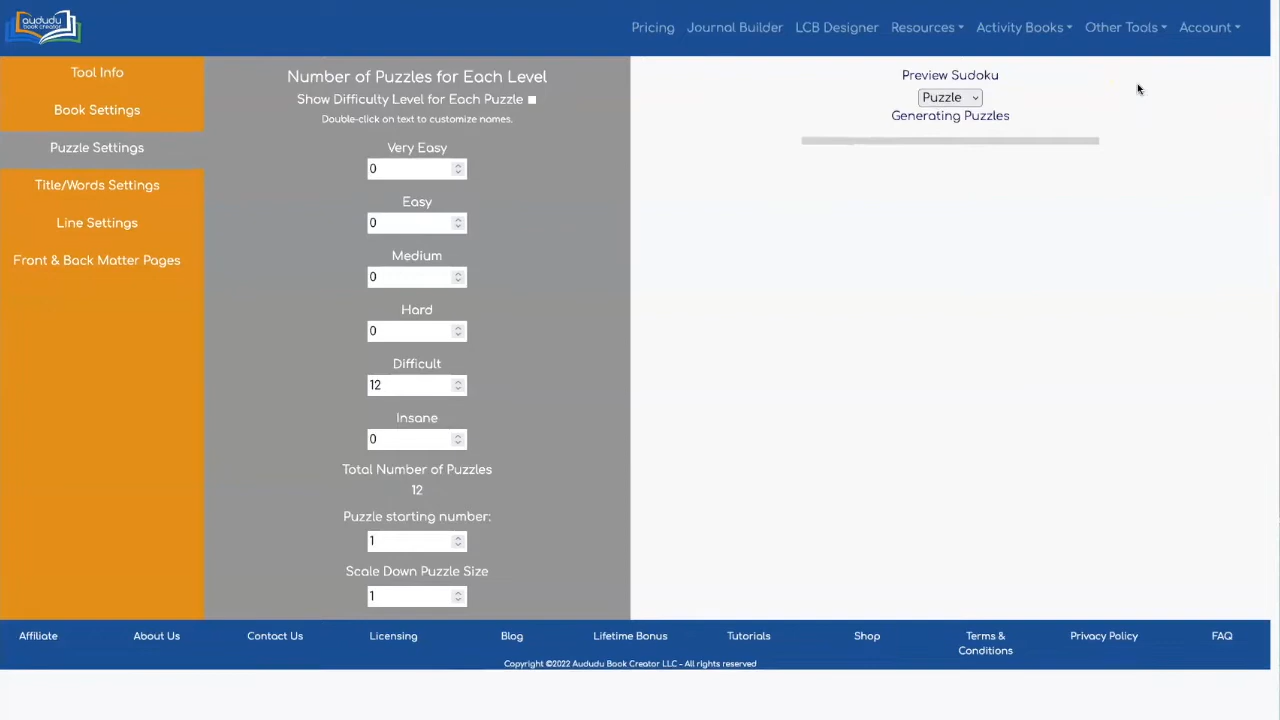 aududu
book creator
Pricing Journal Builder LCB Designer Resources Activity Books Other Tools Account
Tool Info
Book Settings
Puzzle Settings
Title/Words Settings
Line Settings
Front & Back Matter Pages
Number of Puzzles for Each Level
Show Difficulty Level for Each Puzzle
Double-click on text to customize names.
Very Easy
0
Easy
0
Medium
0
Hard
0
Difficult
12
Insane
0
Total Number of Puzzles
12
Puzzle starting number:
1
Scale Down Puzzle Size
1
Preview Sudoku
Puzzle
Generating Puzzles
Affiliate About Us Contact Us Licensing Blog Lifetime Bonus Tutorials Shop Terms & Conditions Privacy Policy FAQ
Copyright ©2022 Aududu Book Creator LLC - All rights reserved